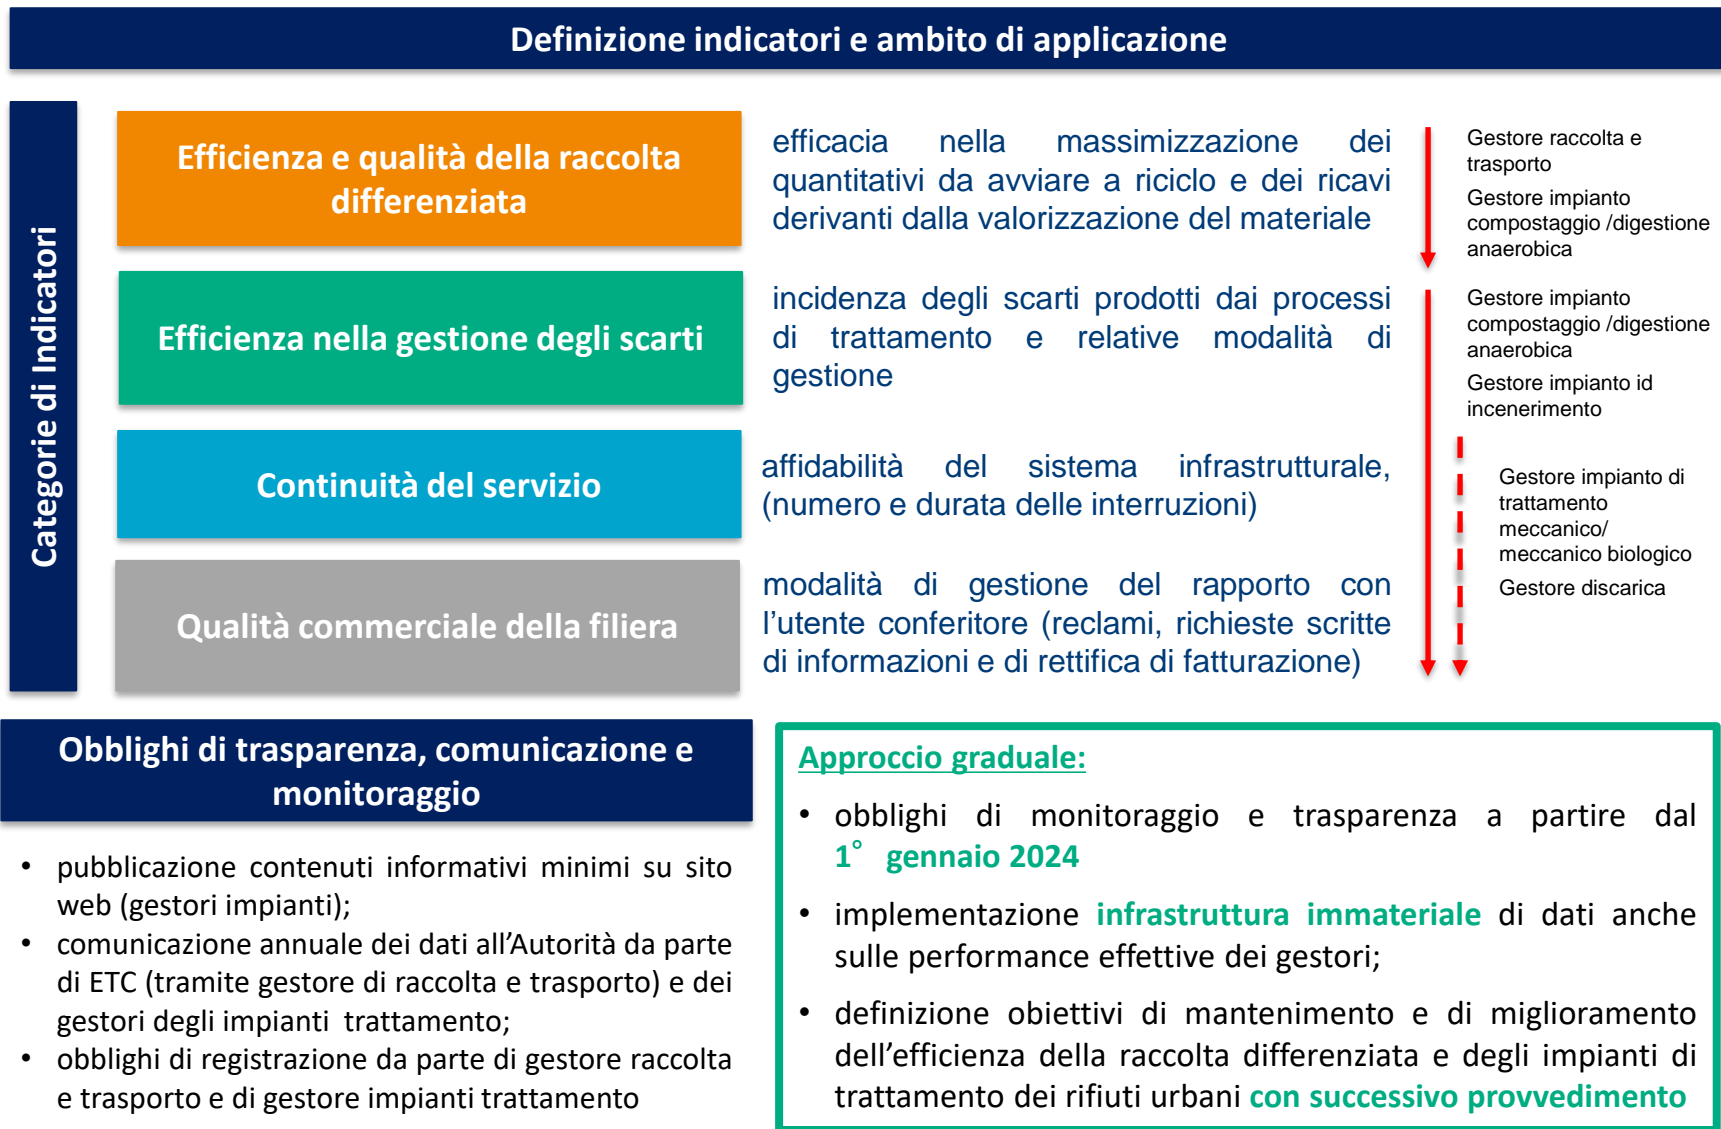 Definizione indicatori e ambito di applicazione
Categorie di Indicatori
Efficienza e qualità della raccolta
differenziata
efficacia nella massimizzazione dei
quantitativi da avviare a riciclo e dei ricavi
derivanti dalla valorizzazione del materiale
Gestore raccolta e
trasporto
Gestore impianto
compostaggio /digestione
anaerobica
Efficienza nella gestione degli scarti
incidenza degli scarti prodotti dai processi
di trattamento e relative modalità di
gestione
Gestore impianto
compostaggio /digestione
anaerobica
Gestore impianto id
incenerimento
Continuità del servizio
affidabilità del sistema infrastrutturale,
(numero e durata delle interruzioni)
Gestore impianto di
trattamento
meccanico/
meccanico biologico
Gestore discarica
Qualità commerciale della filiera
modalità di gestione del rapporto con
l’utente conferitore (reclami, richieste scritte
di informazioni e di rettifica di fatturazione)
Obblighi di trasparenza, comunicazione e
monitoraggio
• pubblicazione contenuti informativi minimi su sito
web (gestori impianti);
• comunicazione annuale dei dati all’Autorità da parte
di ETC (tramite gestore di raccolta e trasporto) e dei
gestori degli impianti trattamento;
• obblighi di registrazione da parte di gestore raccolta
e trasporto e di gestore impianti trattamento
Approccio graduale:
• obblighi di monitoraggio e trasparenza a partire dal
1° gennaio 2024
• implementazione infrastruttura immateriale di dati anche
sulle performance effettive dei gestori;
• definizione obiettivi di mantenimento e di miglioramento
dell’efficienza della raccolta differenziata e degli impianti di
trattamento dei rifiuti urbani con successivo provvedimento